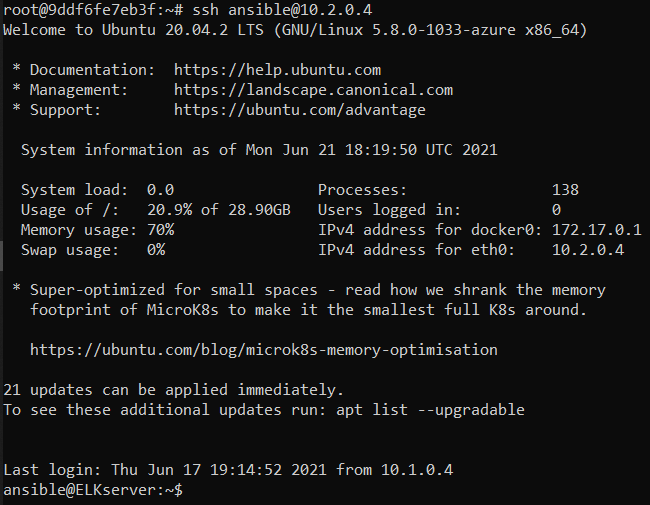 root@9ddf6fe7eb3f:~# ssh ansible@10.2.0.4
Welcome to Ubuntu 20.04.2 LTS (GNU/Linux 5.8.0-1033-azure x86_64)

 * Documentation:  https://help.ubuntu.com
 * Management:     https://landscape.canonical.com
 * Support:        https://ubuntu.com/advantage

  System information as of Mon Jun 21 18:19:50 UTC 2021

  System load:  0.0                Processes:                138
  Usage of /:   20.9% of 28.90GB   Users logged in:          0
  Memory usage: 70%                IPv4 address for docker0: 172.17.0.1
  Swap usage:   0%                 IPv4 address for eth0:    10.2.0.4

 * Super-optimized for small spaces - read how we shrank the memory
   footprint of MicroK8s to make it the smallest full K8s around.

   https://ubuntu.com/blog/microk8s-memory-optimisation

21 updates can be applied immediately.
To see these additional updates run: apt list --upgradable


Last login: Thu Jun 17 19:14:52 2021 from 10.1.0.4
ansible@ELKserver:~$